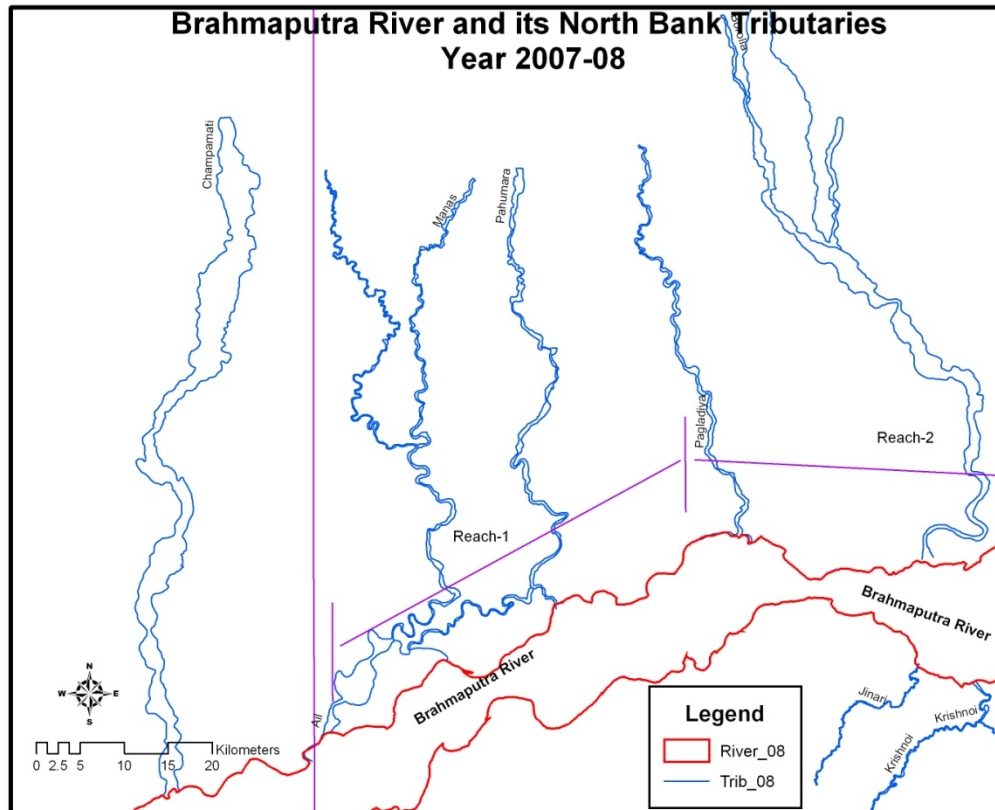 Brahmaputra River and its North Bank Tributaries
Year 2007-08
Champamati
Manas
Pahumara
Pagladiya
Reach-2
Reach-1
Brahmaputra River
Brahmaputra River
Ail
N
W E
S
Kilometers
0 2.5 5 10 15 20
Legend
River_08
Trib_08
Jinari
Krishnoi
Krishnoi